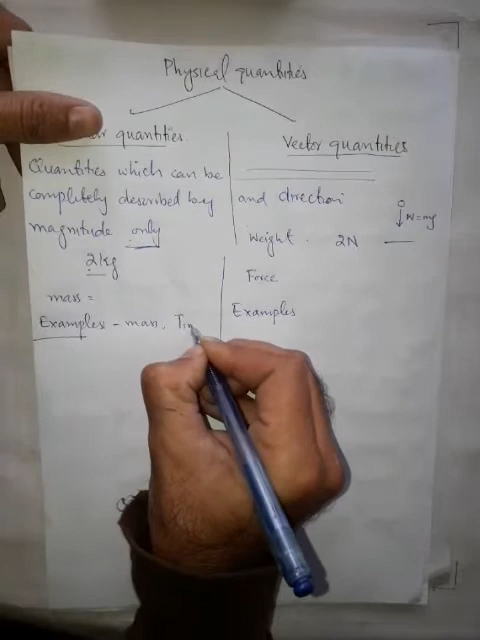 Physical quantities
quantities.
Vector quantities
Quantities which can be
completely described by
magnitude only
2kg
mass =
Examples - mass, Tim
and direction
W=mg
Weight. 2N
Force
Examples